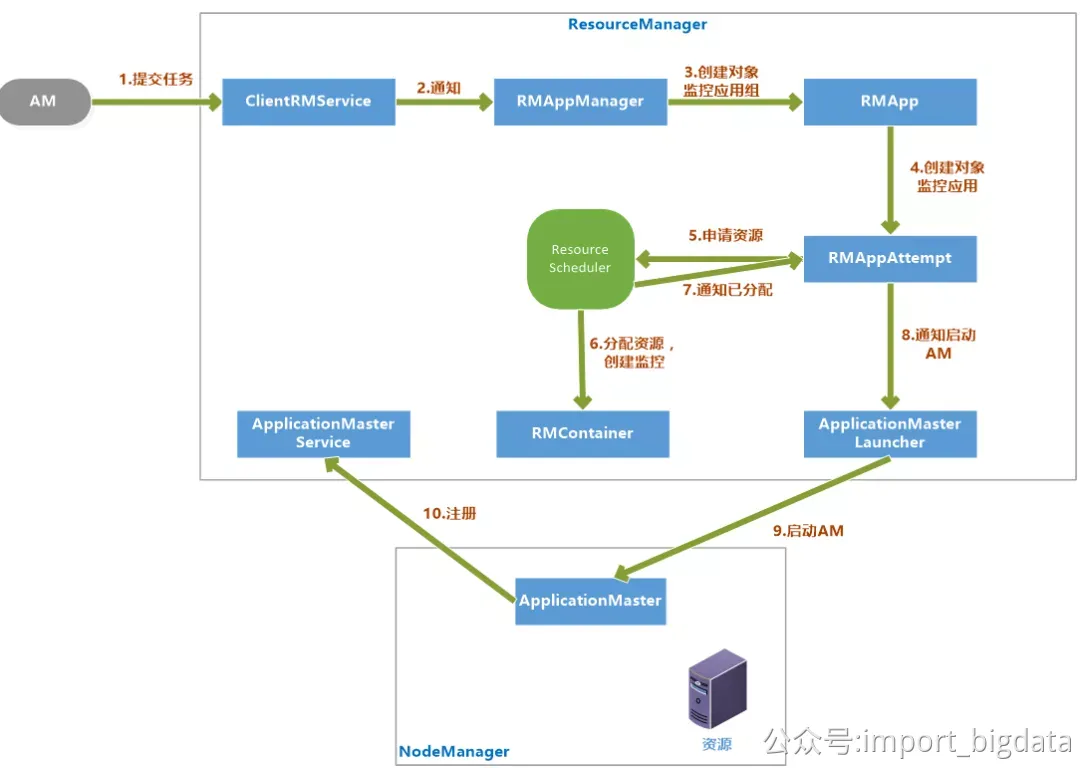 ResourceManager
AM
1.提交任务
ClientRMService
2.通知
RMAppManager
3.创建对象
监控应用组
RMApp
4.创建对象
监控应用
Resource
Scheduler
5.申请资源
7.通知已分配
RMAppAttempt
6.分配资源，
创建监控
8.通知启动
AM
ApplicationMaster
Service
RMContainer
ApplicationMaster
Launcher
10.注册
9.启动AM
ApplicationMaster
资源
NodeManager
公众号:import_bigdata